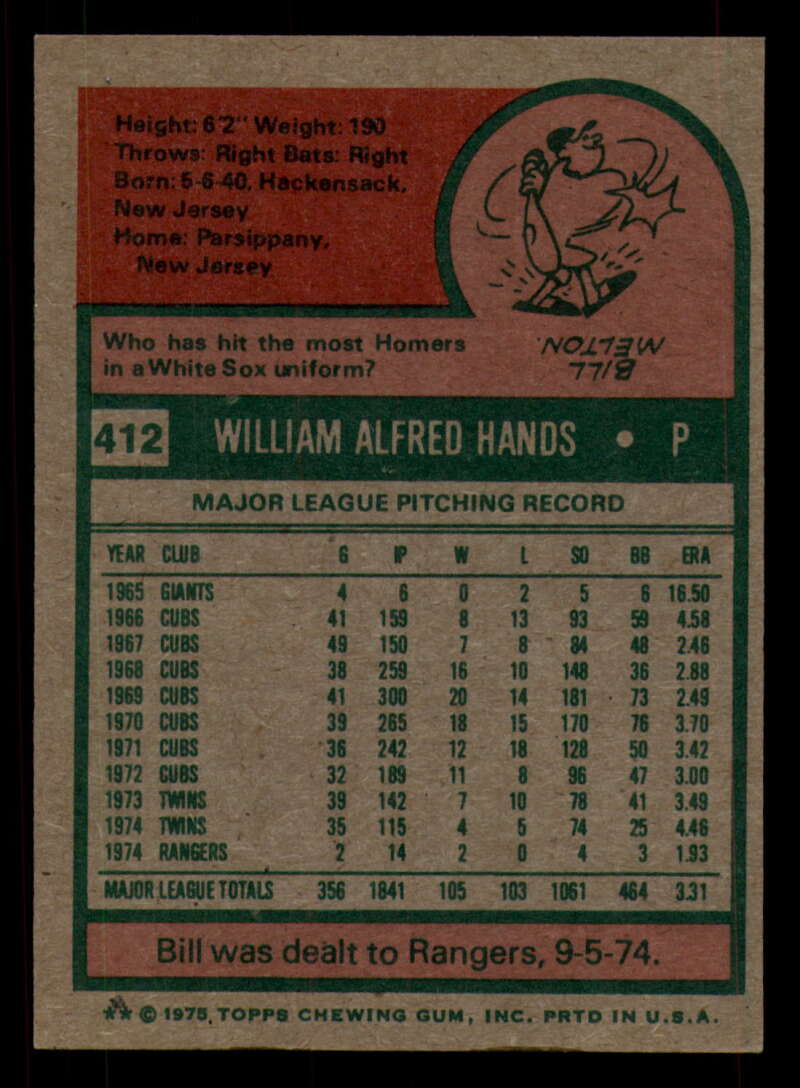 Height: 6'2" Weight: 190
Throws: Right Bats: Right
Born: 5-6-40, Hackensack,
New Jersey
Home: Parsippany,
New Jersey
Who has hit the most Homers
in a White Sox uniform?
BILL
MELTON.
412 WILLIAM ALFRED HANDS • P
MAJOR LEAGUE PITCHING RECORD
YEAR CLUB G IP W L SO BB ERA
1965 GIANTS 4 6 0 2 5 6 16.50
1966 CUBS 41 159 8 13 93 59 4.58
1967 CUBS 49 150 7 8 84 48 2.46
1968 CUBS 38 259 16 10 148 36 2.88
1969 CUBS 41 300 20 14 181 73 2.49
1970 CUBS 39 265 18 15 170 76 3.70
1971 CUBS 36 242 12 18 128 50 3.42
1972 CUBS 32 189 11 8 96 47 3.00
1973 TWINS 39 142 7 10 78 41 3.49
1974 TWINS 35 115 4 5 74 25 4.46
1974 RANGERS 2 14 2 0 4 3 1.93
MAJOR LEAGUE TOTALS 356 1841 105 103 1061 464 3.31
Bill was dealt to Rangers, 9-5-74.
** © 1975, TOPPS CHEWING GUM, INC. PRTD IN U.S.A.